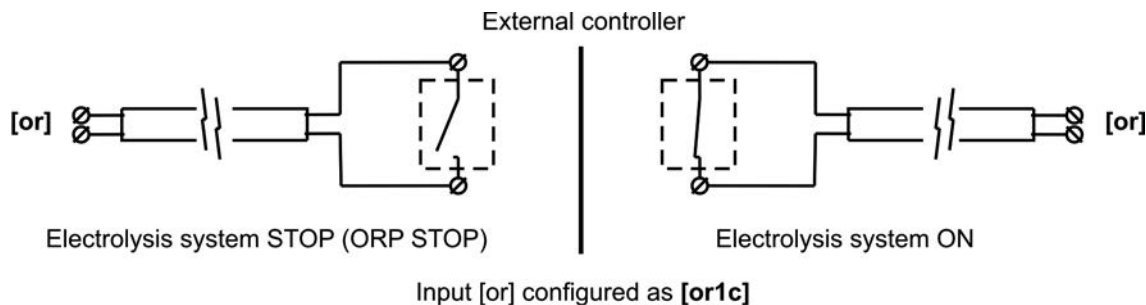 External controller
[or] [or]
Electrolysis system STOP (ORP STOP) Electrolysis system ON
Input [or] configured as [or1c]